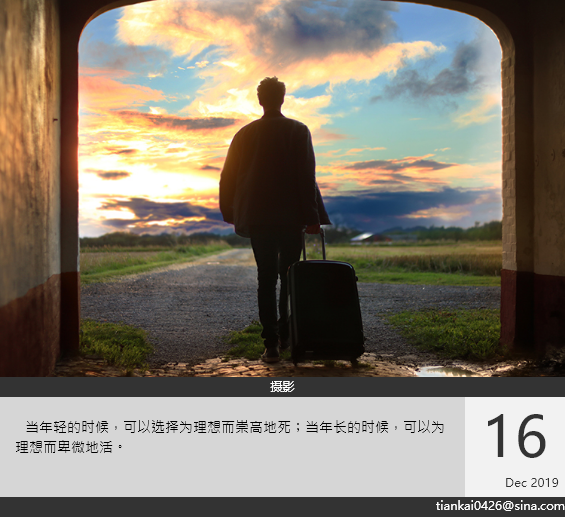 摄影
当年轻的时候，可以选择为理想而崇高地死；当年长的时候，可以为
理想而卑微地活。
16
Dec 2019
tiankai0426@sina.com